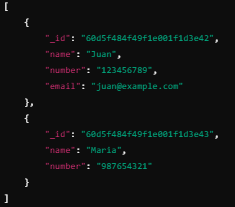 [
    {
        "_id": "60d5f484f49f1e001f1d3e42",
        "name": "Juan",
        "number": "123456789",
        "email": "juan@example.com"
    },
    {
        "_id": "60d5f484f49f1e001f1d3e43",
        "name": "Maria",
        "number": "987654321"
    }
]